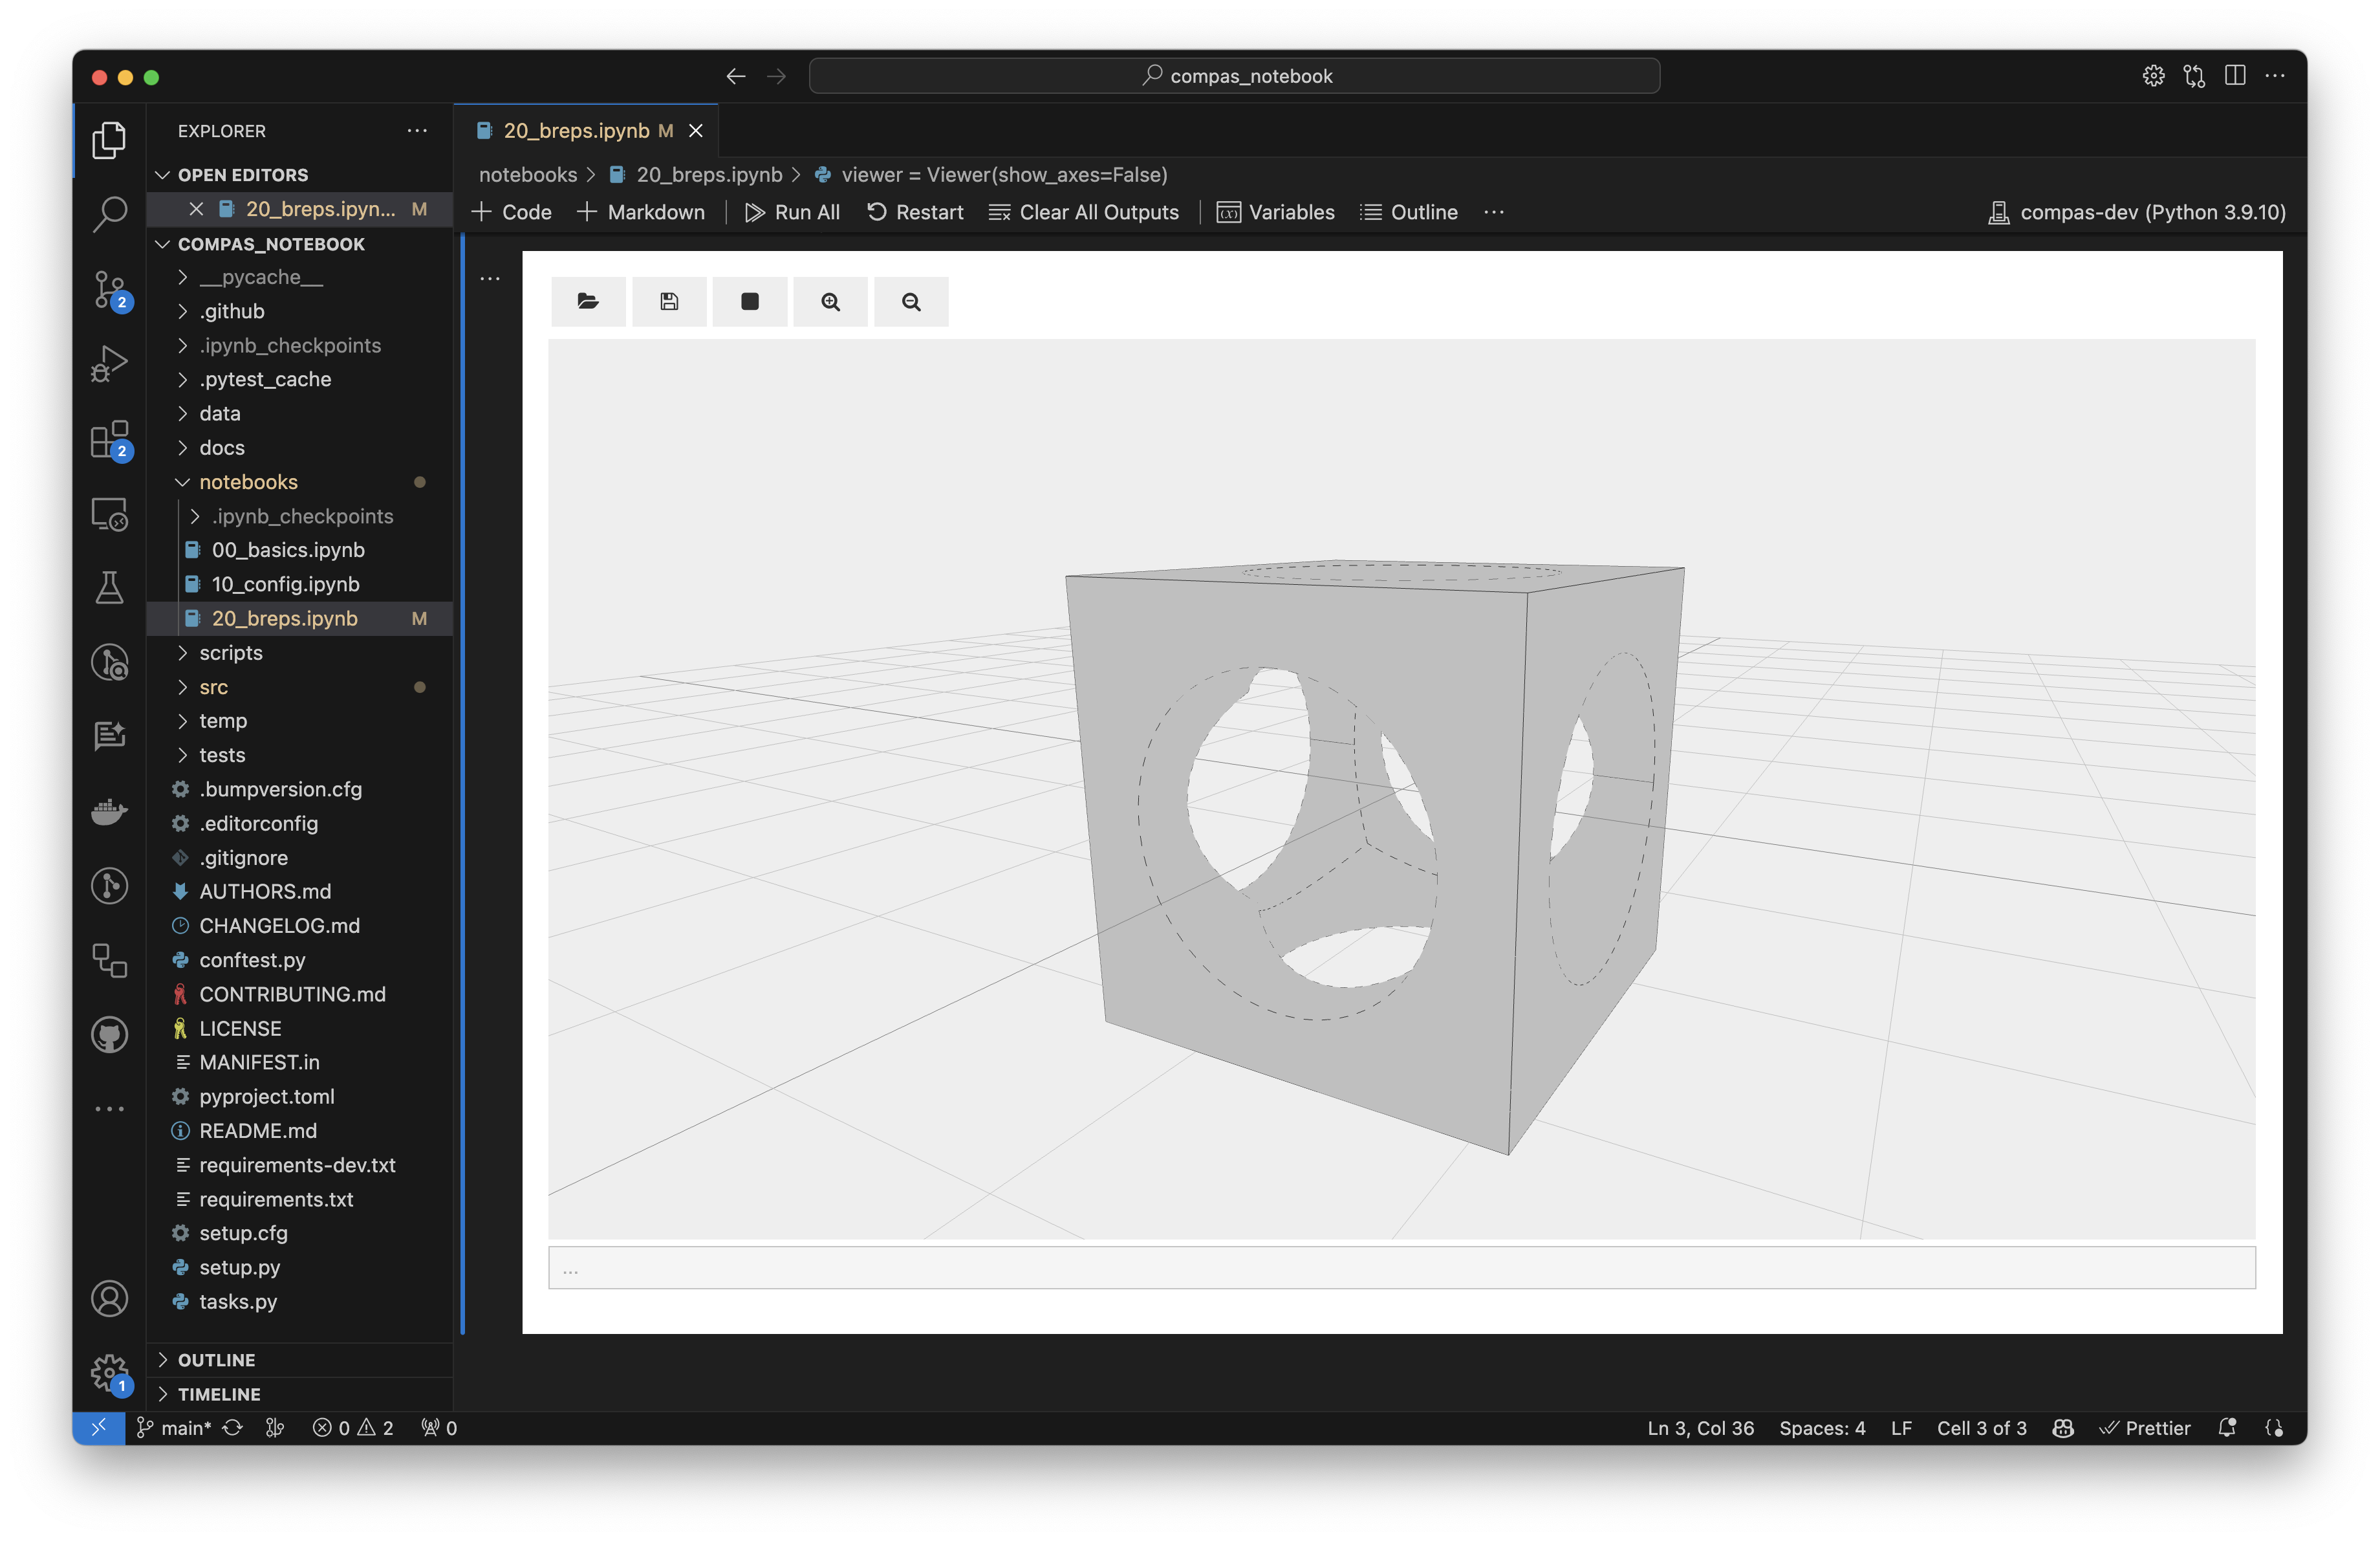 compas_notebook
EXPLORER
20_breps.ipynb M
OPEN EDITORS
notebooks > 20_breps.ipynb > viewer = Viewer(show_axes=False)
20_breps.ipyn... M
Code Markdown Run All Restart Clear All Outputs Variables Outline ... compas-dev (Python 3.9.10)
COMPAS_NOTEBOOK
__pycache__
.github
.ipynb_checkpoints
.pytest_cache
data
docs
notebooks
.ipynb_checkpoints
00_basics.ipynb
10_config.ipynb
20_breps.ipynb M
scripts
src
temp
tests
.bumpversion.cfg
.editorconfig
.gitignore
AUTHORS.md
CHANGELOG.md
conftest.py
CONTRIBUTING.md
LICENSE
MANIFEST.in
pyproject.toml
README.md
requirements-dev.txt
requirements.txt
setup.cfg
setup.py
tasks.py
...
OUTLINE
TIMELINE
2
2
1
main* 0 2 0 Ln 3, Col 36 Spaces: 4 LF Cell 3 of 3 Prettier